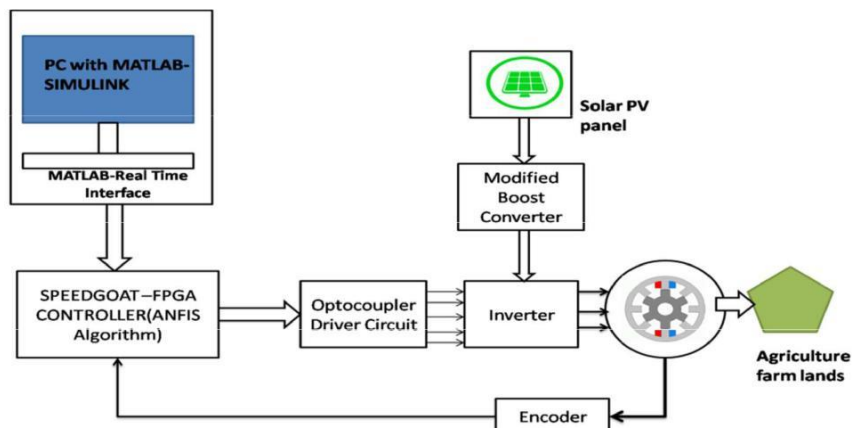 PC with MATLAB-
SIMULINK
MATLAB-Real Time
Interface
Solar PV
panel
Modified
Boost
Converter
SPEEDGOAT–FPGA
CONTROLLER(ANFIS
Algorithm)
Optocoupler
Driver Circuit
Inverter
Agriculture
farm lands
Encoder